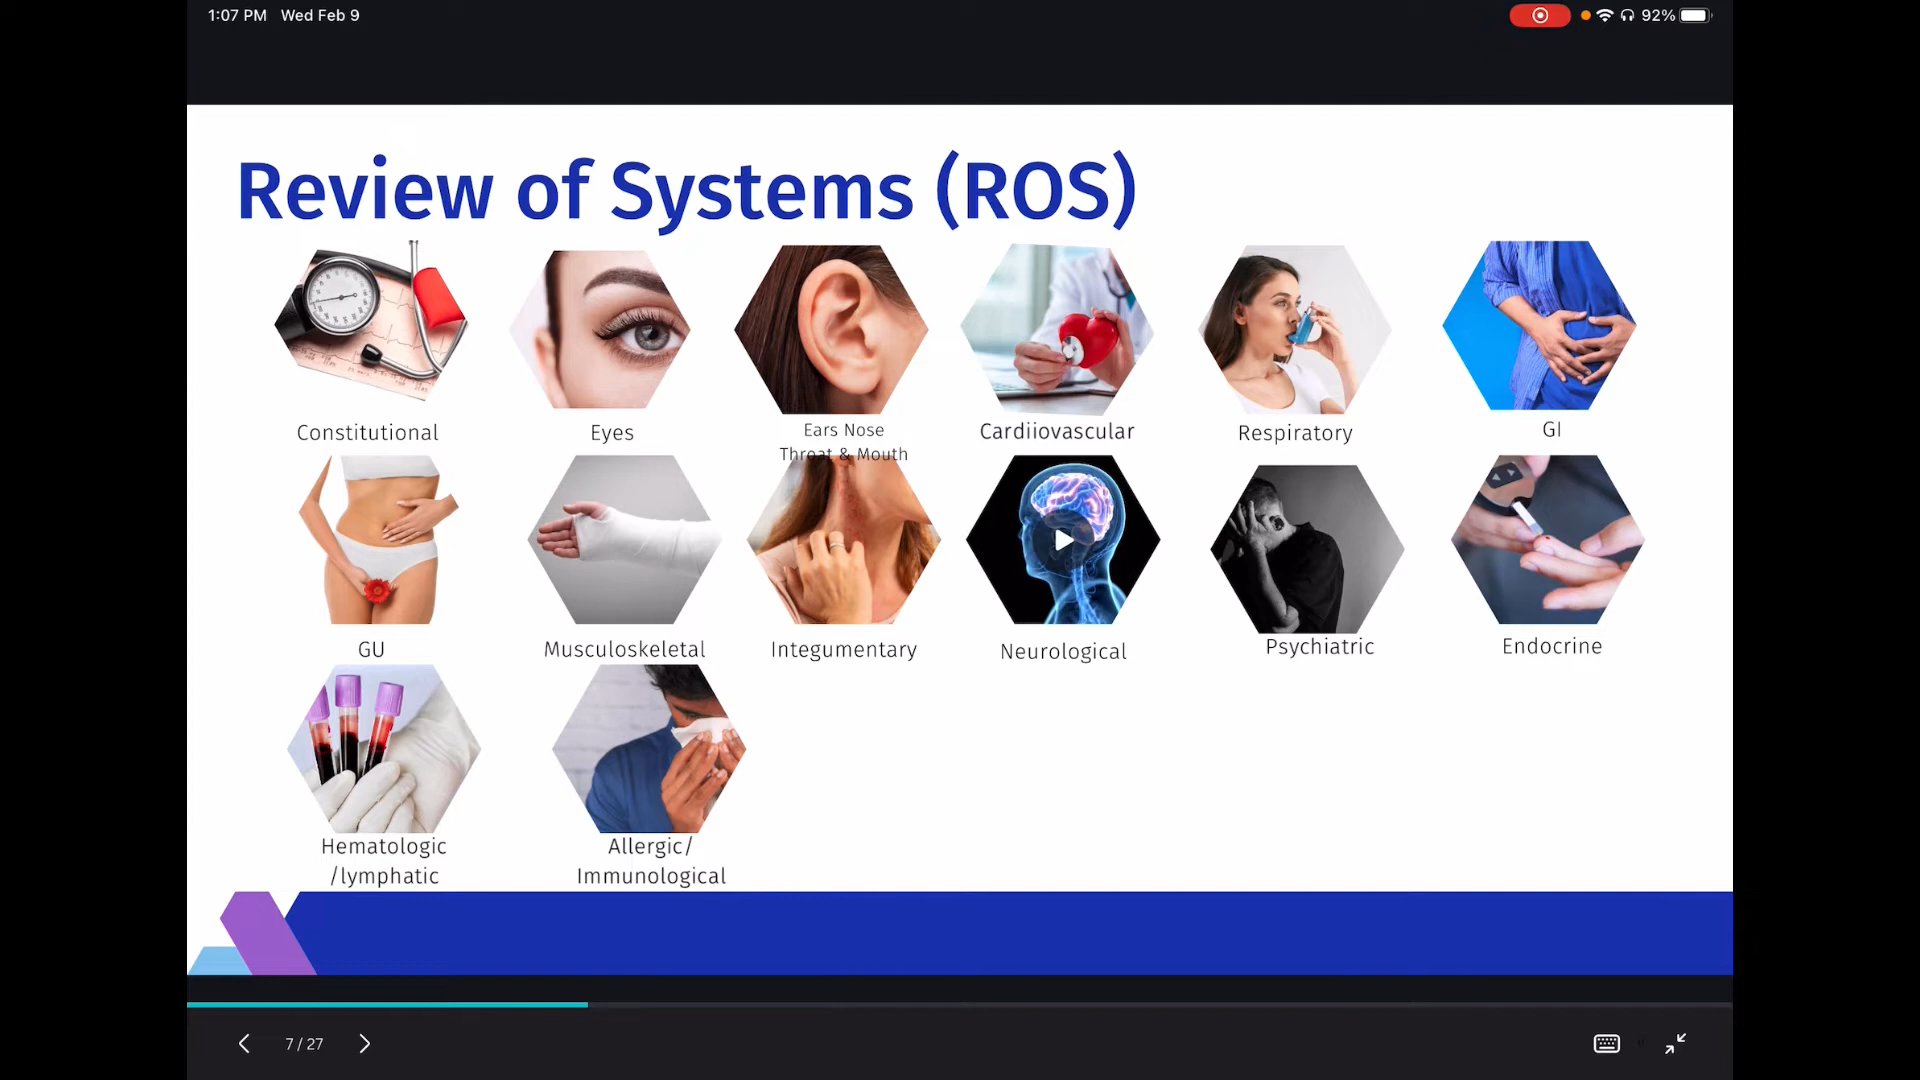 1:07 PM Wed Feb 9
92%
Review of Systems (ROS)
Constitutional
Eyes
Ears Nose
Throat & Mouth
Cardiiovascular
Respiratory
GI
GU
Musculoskeletal
Integumentary
Neurological
Psychiatric
Endocrine
Hematologic
/lymphatic
Allergic/
Immunological
7 / 27